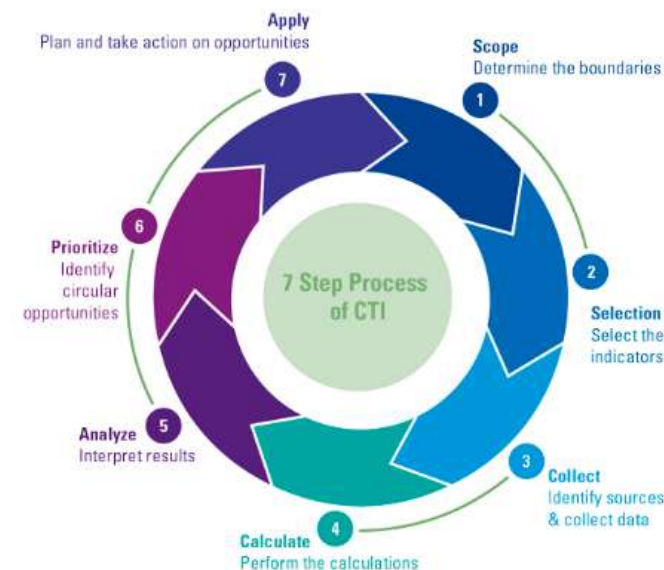 Apply
Plan and take action on opportunities
7
Scope
Determine the boundaries
1
2
Selection
Select the
indicators
3
Collect
Identify sources
& collect data
4
Calculate
Perform the calculations
5
Analyze
Interpret results
6
Prioritize
Identify
circular
opportunities
7 Step Process
of CTI